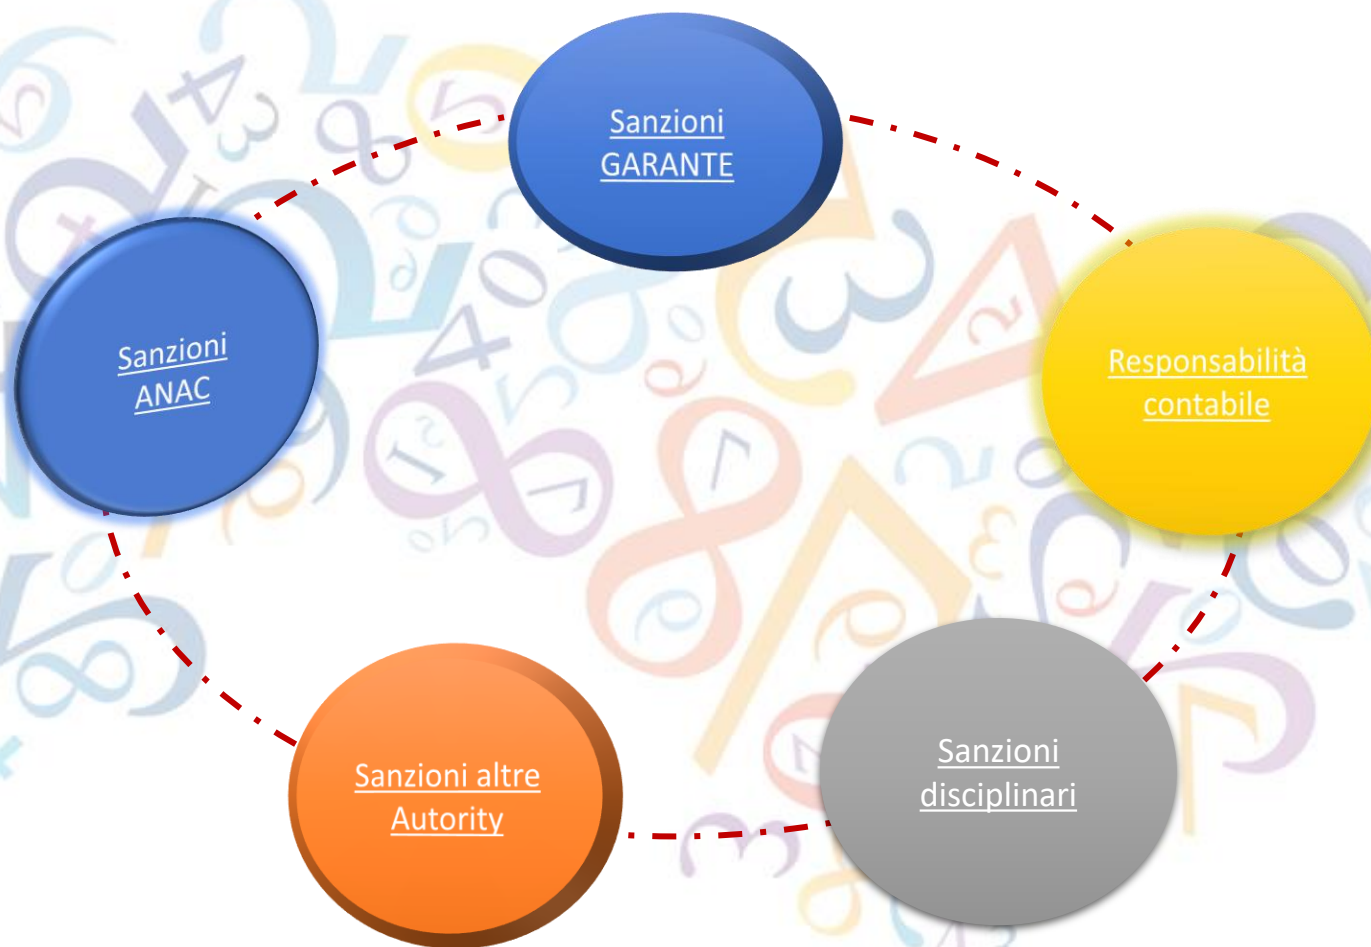 Sanzioni
GARANTE
Sanzioni
ANAC
Responsabilità
contabile
Sanzioni altre
Autority
Sanzioni
disciplinari